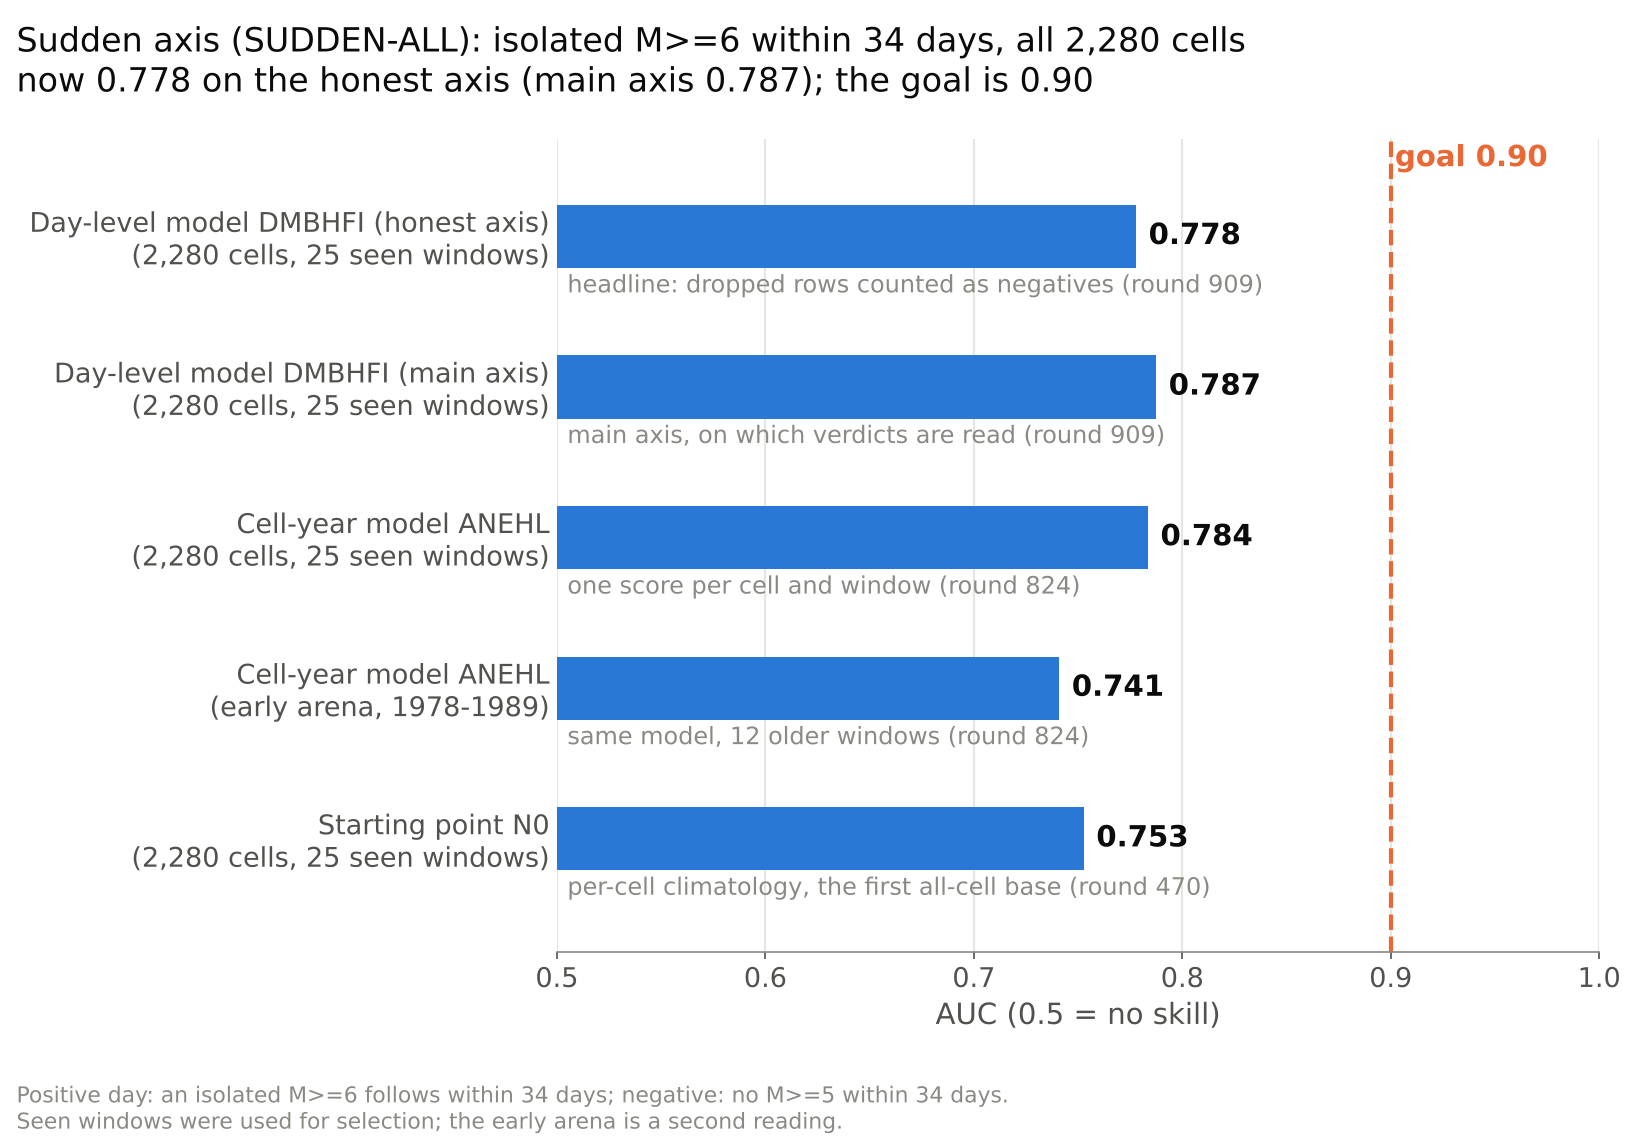 Sudden axis (SUDDEN-ALL): isolated M>=6 within 34 days, all 2,280 cells
now 0.778 on the honest axis (main axis 0.787); the goal is 0.90
goal 0.90
Day-level model DMBHFI (honest axis)
(2,280 cells, 25 seen windows)
0.778
headline: dropped rows counted as negatives (round 909)
Day-level model DMBHFI (main axis)
(2,280 cells, 25 seen windows)
0.787
main axis, on which verdicts are read (round 909)
Cell-year model ANEHL
(2,280 cells, 25 seen windows)
0.784
one score per cell and window (round 824)
Cell-year model ANEHL
(early arena, 1978-1989)
0.741
same model, 12 older windows (round 824)
Starting point N0
(2,280 cells, 25 seen windows)
0.753
per-cell climatology, the first all-cell base (round 470)
0.5 0.6 0.7 0.8 0.9 1.0
AUC (0.5 = no skill)
Positive day: an isolated M>=6 follows within 34 days; negative: no M>=5 within 34 days.
Seen windows were used for selection; the early arena is a second reading.